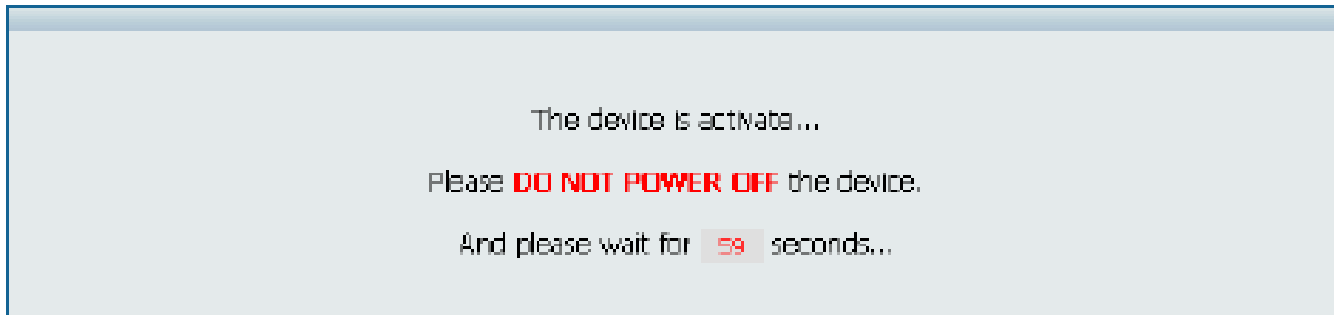 The device is activate...
Please DO NOT POWER OFF the device.
And please wait for 59 seconds...